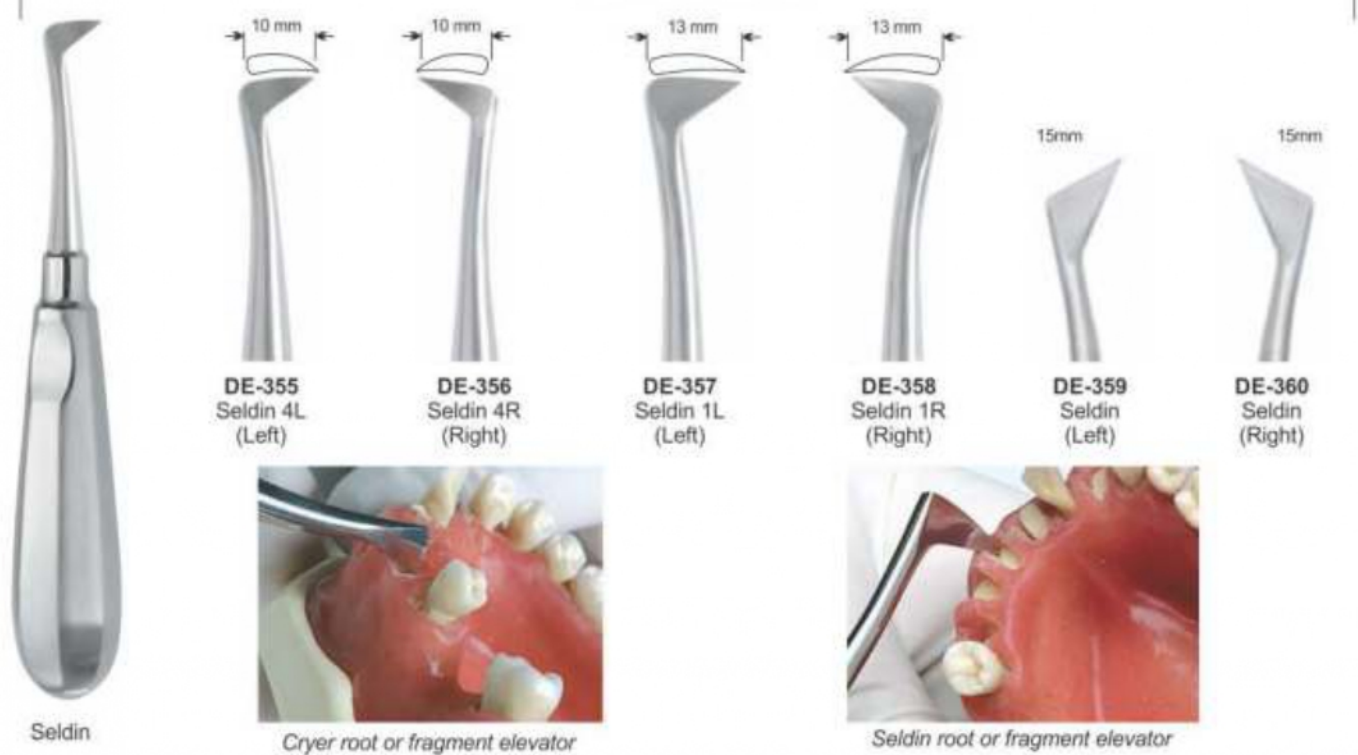 10 mm
10 mm
13 mm
13 mm
15mm
15mm
DE-355
Seldin 4L
(Left)
DE-356
Seldin 4R
(Right)
DE-357
Seldin 1L
(Left)
DE-358
Seldin 1R
(Right)
DE-359
Seldin
(Left)
DE-360
Seldin
(Right)
Seldin
Cryer root or fragment elevator
Seldin root or fragment elevator